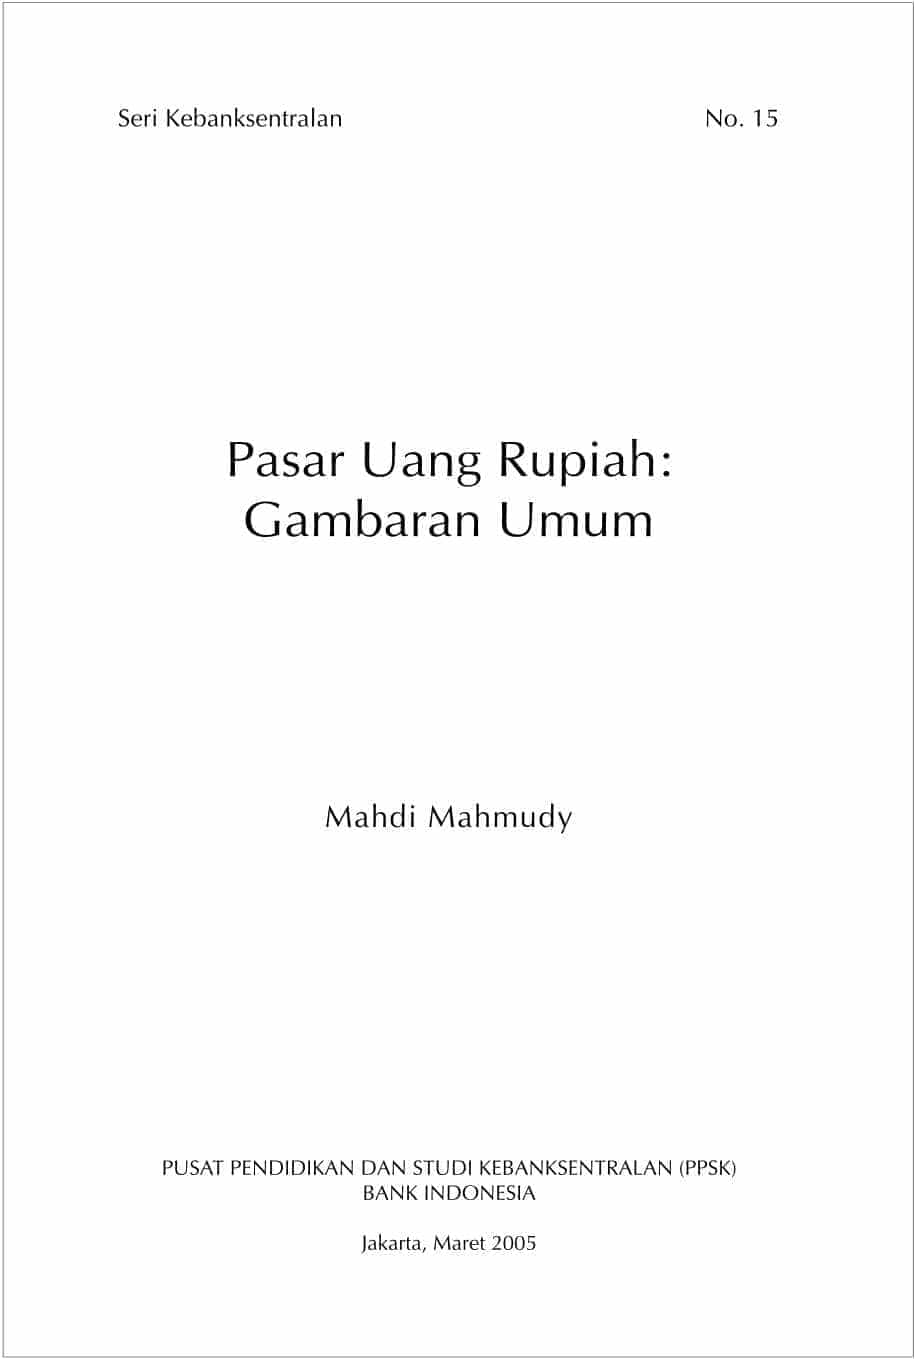 Seri Kebanksentralan No. 15
Pasar Uang Rupiah:
Gambaran Umum
Mahdi Mahmudy
PUSAT PENDIDIKAN DAN STUDI KEBANKSENTRALAN (PPSK)
BANK INDONESIA
Jakarta, Maret 2005